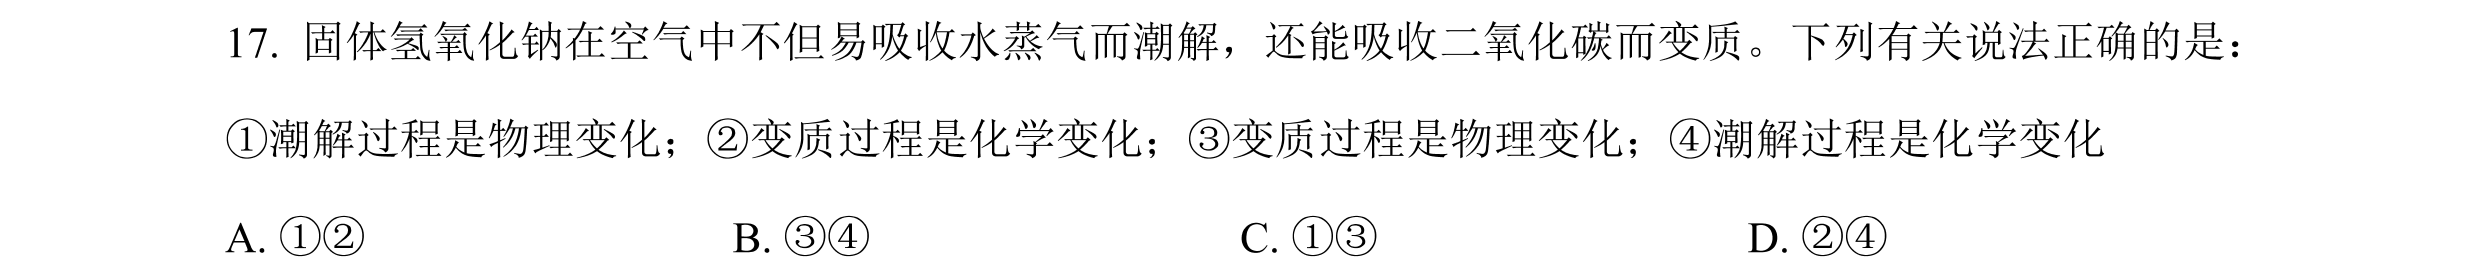 17. 固体氢氧化钠在空气中不但易吸收水蒸气而潮解，还能吸收二氧化碳而变质。下列有关说法正确的是：
①潮解过程是物理变化；②变质过程是化学变化；③变质过程是物理变化；④潮解过程是化学变化
A. ①② B. ③④ C. ①③ D. ②④